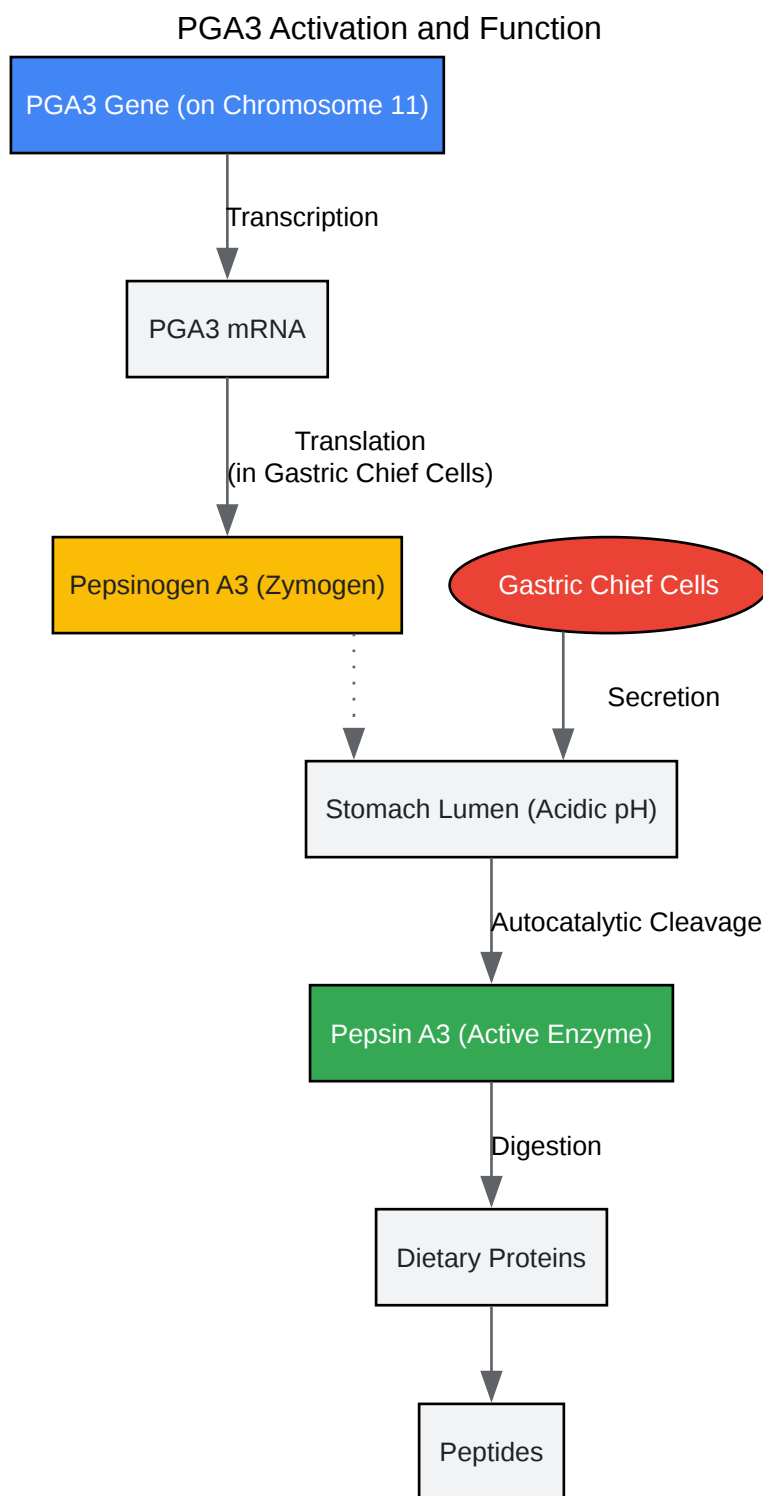 PGA3 Activation and Function
PGA3 Gene (on Chromosome 11)
Transcription
PGA3 mRNA
Translation
(in Gastric Chief Cells)
Pepsinogen A3 (Zymogen)
Gastric Chief Cells
Secretion
Stomach Lumen (Acidic pH)
Autocatalytic Cleavage
Pepsin A3 (Active Enzyme)
Digestion
Dietary Proteins
Peptides